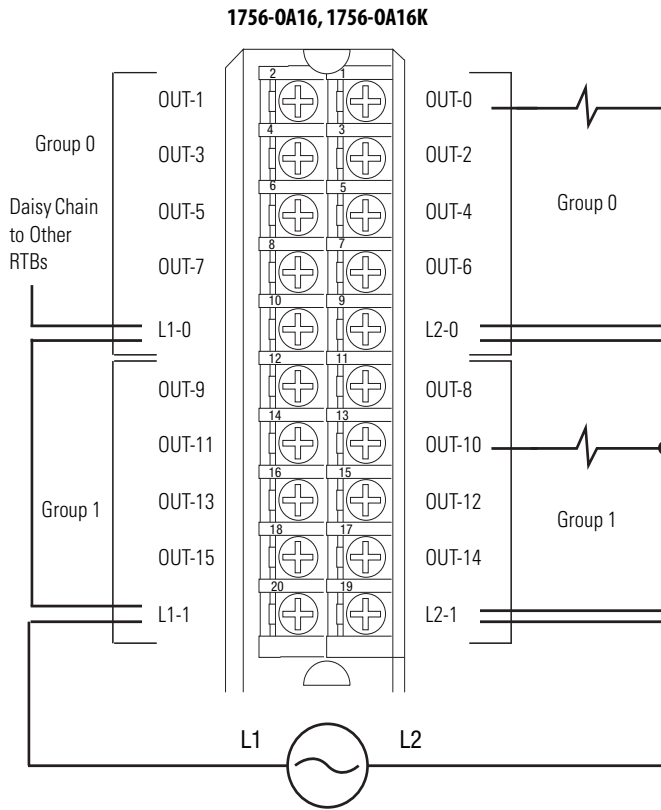 1756-OA16, 1756-OA16K
2 1
OUT-1 OUT-0
4 3
Group 0 OUT-3 OUT-2
6 5
Daisy Chain
to Other
RTBs
OUT-5 OUT-4 Group 0
8 7
OUT-7 OUT-6
10 9
L1-0 L2-0
12 11
OUT-9 OUT-8
14 13
OUT-11 OUT-10
16 15
Group 1 OUT-13 OUT-12 Group 1
18 17
OUT-15 OUT-14
20 19
L1-1 L2-1
L1 L2